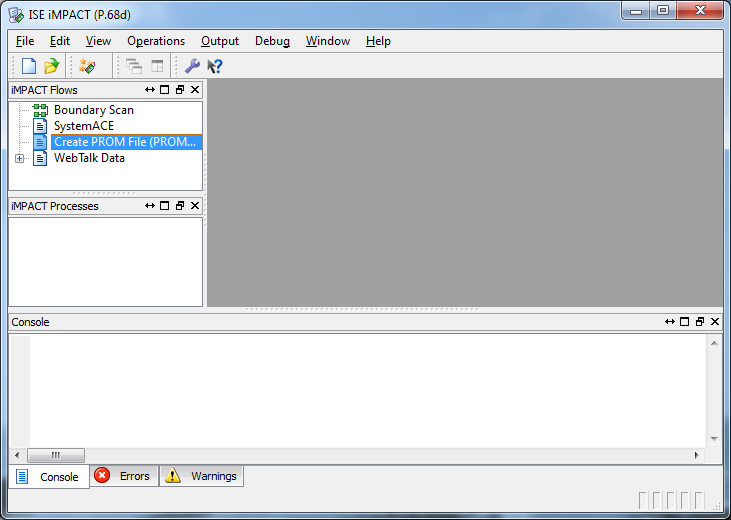 ISE iMPACT (P.68d)
File Edit View Operations Output Debug Window Help
iMPACT Flows
Boundary Scan
SystemACE
Create PROM File (PROM...
WebTalk Data
iMPACT Processes
Console
Console Errors Warnings